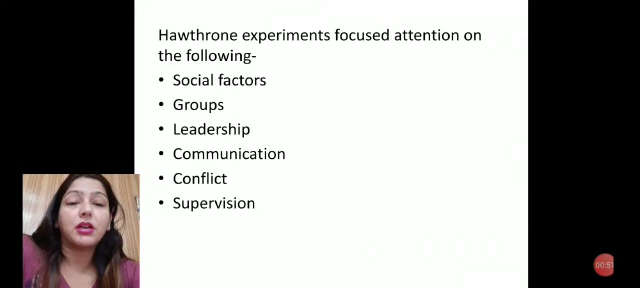 Hawthrone experiments focused attention on
the following-
• Social factors
• Groups
• Leadership
• Communication
• Conflict
• Supervision
00:51